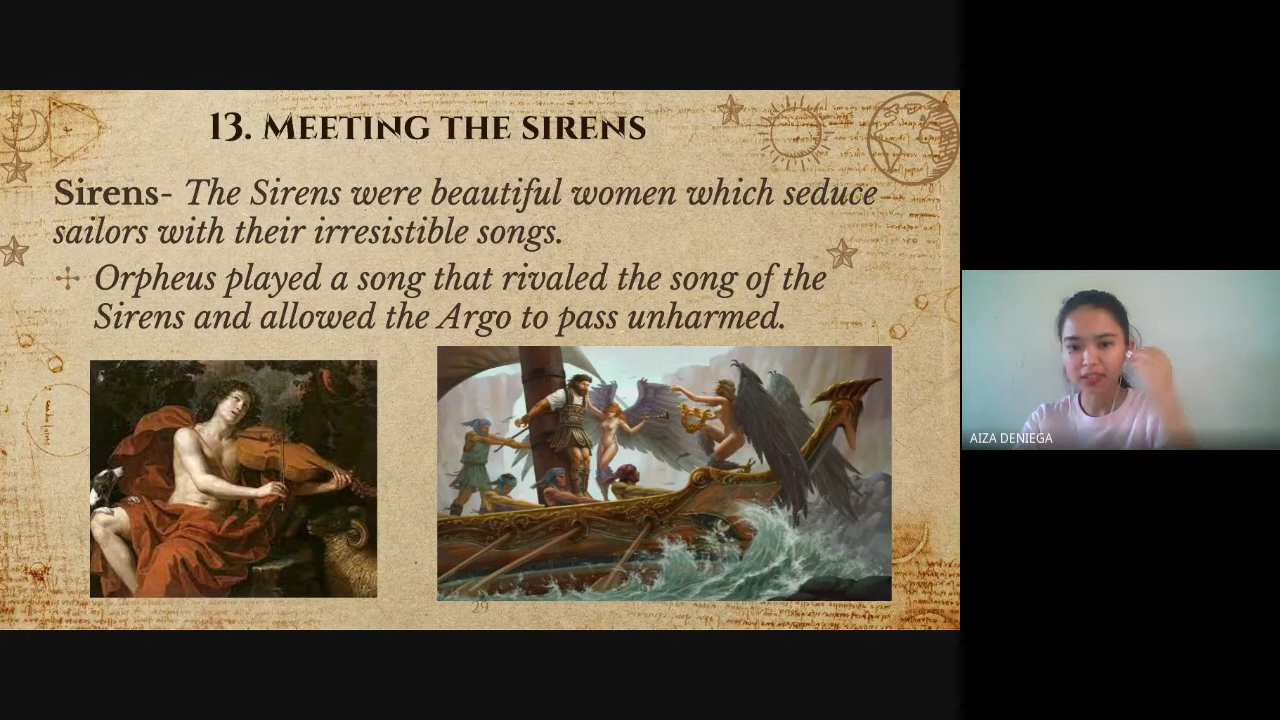 13. Meeting the sirens
Sirens- The Sirens were beautiful women which seduce
sailors with their irresistible songs.
Orpheus played a song that rivaled the song of the
Sirens and allowed the Argo to pass unharmed.
29
AIZA DENIEGA